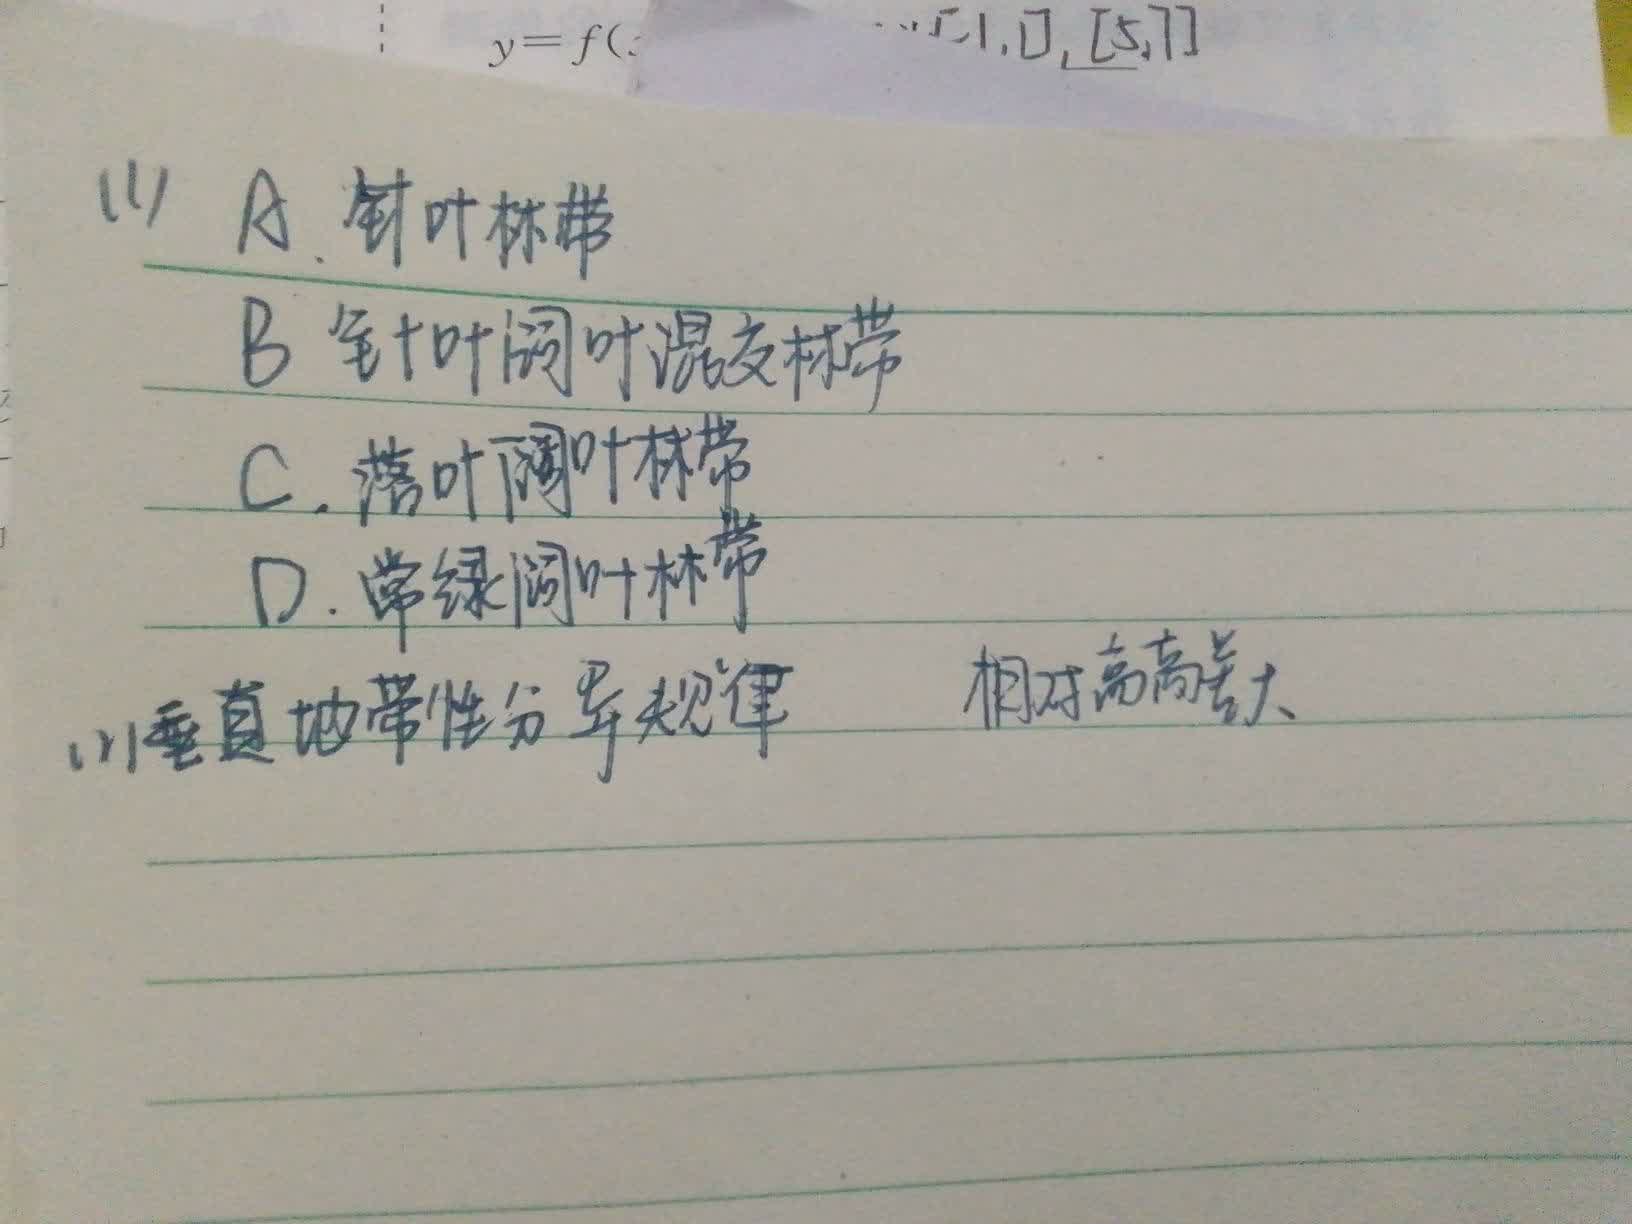 y=f(
[-1,1],[5,7]
(1) A.针叶林带
B 针叶阔叶混交林带
C.落叶阔叶林带
D.常绿阔叶林带
(2)垂直地带性分异规律 相对高高差大